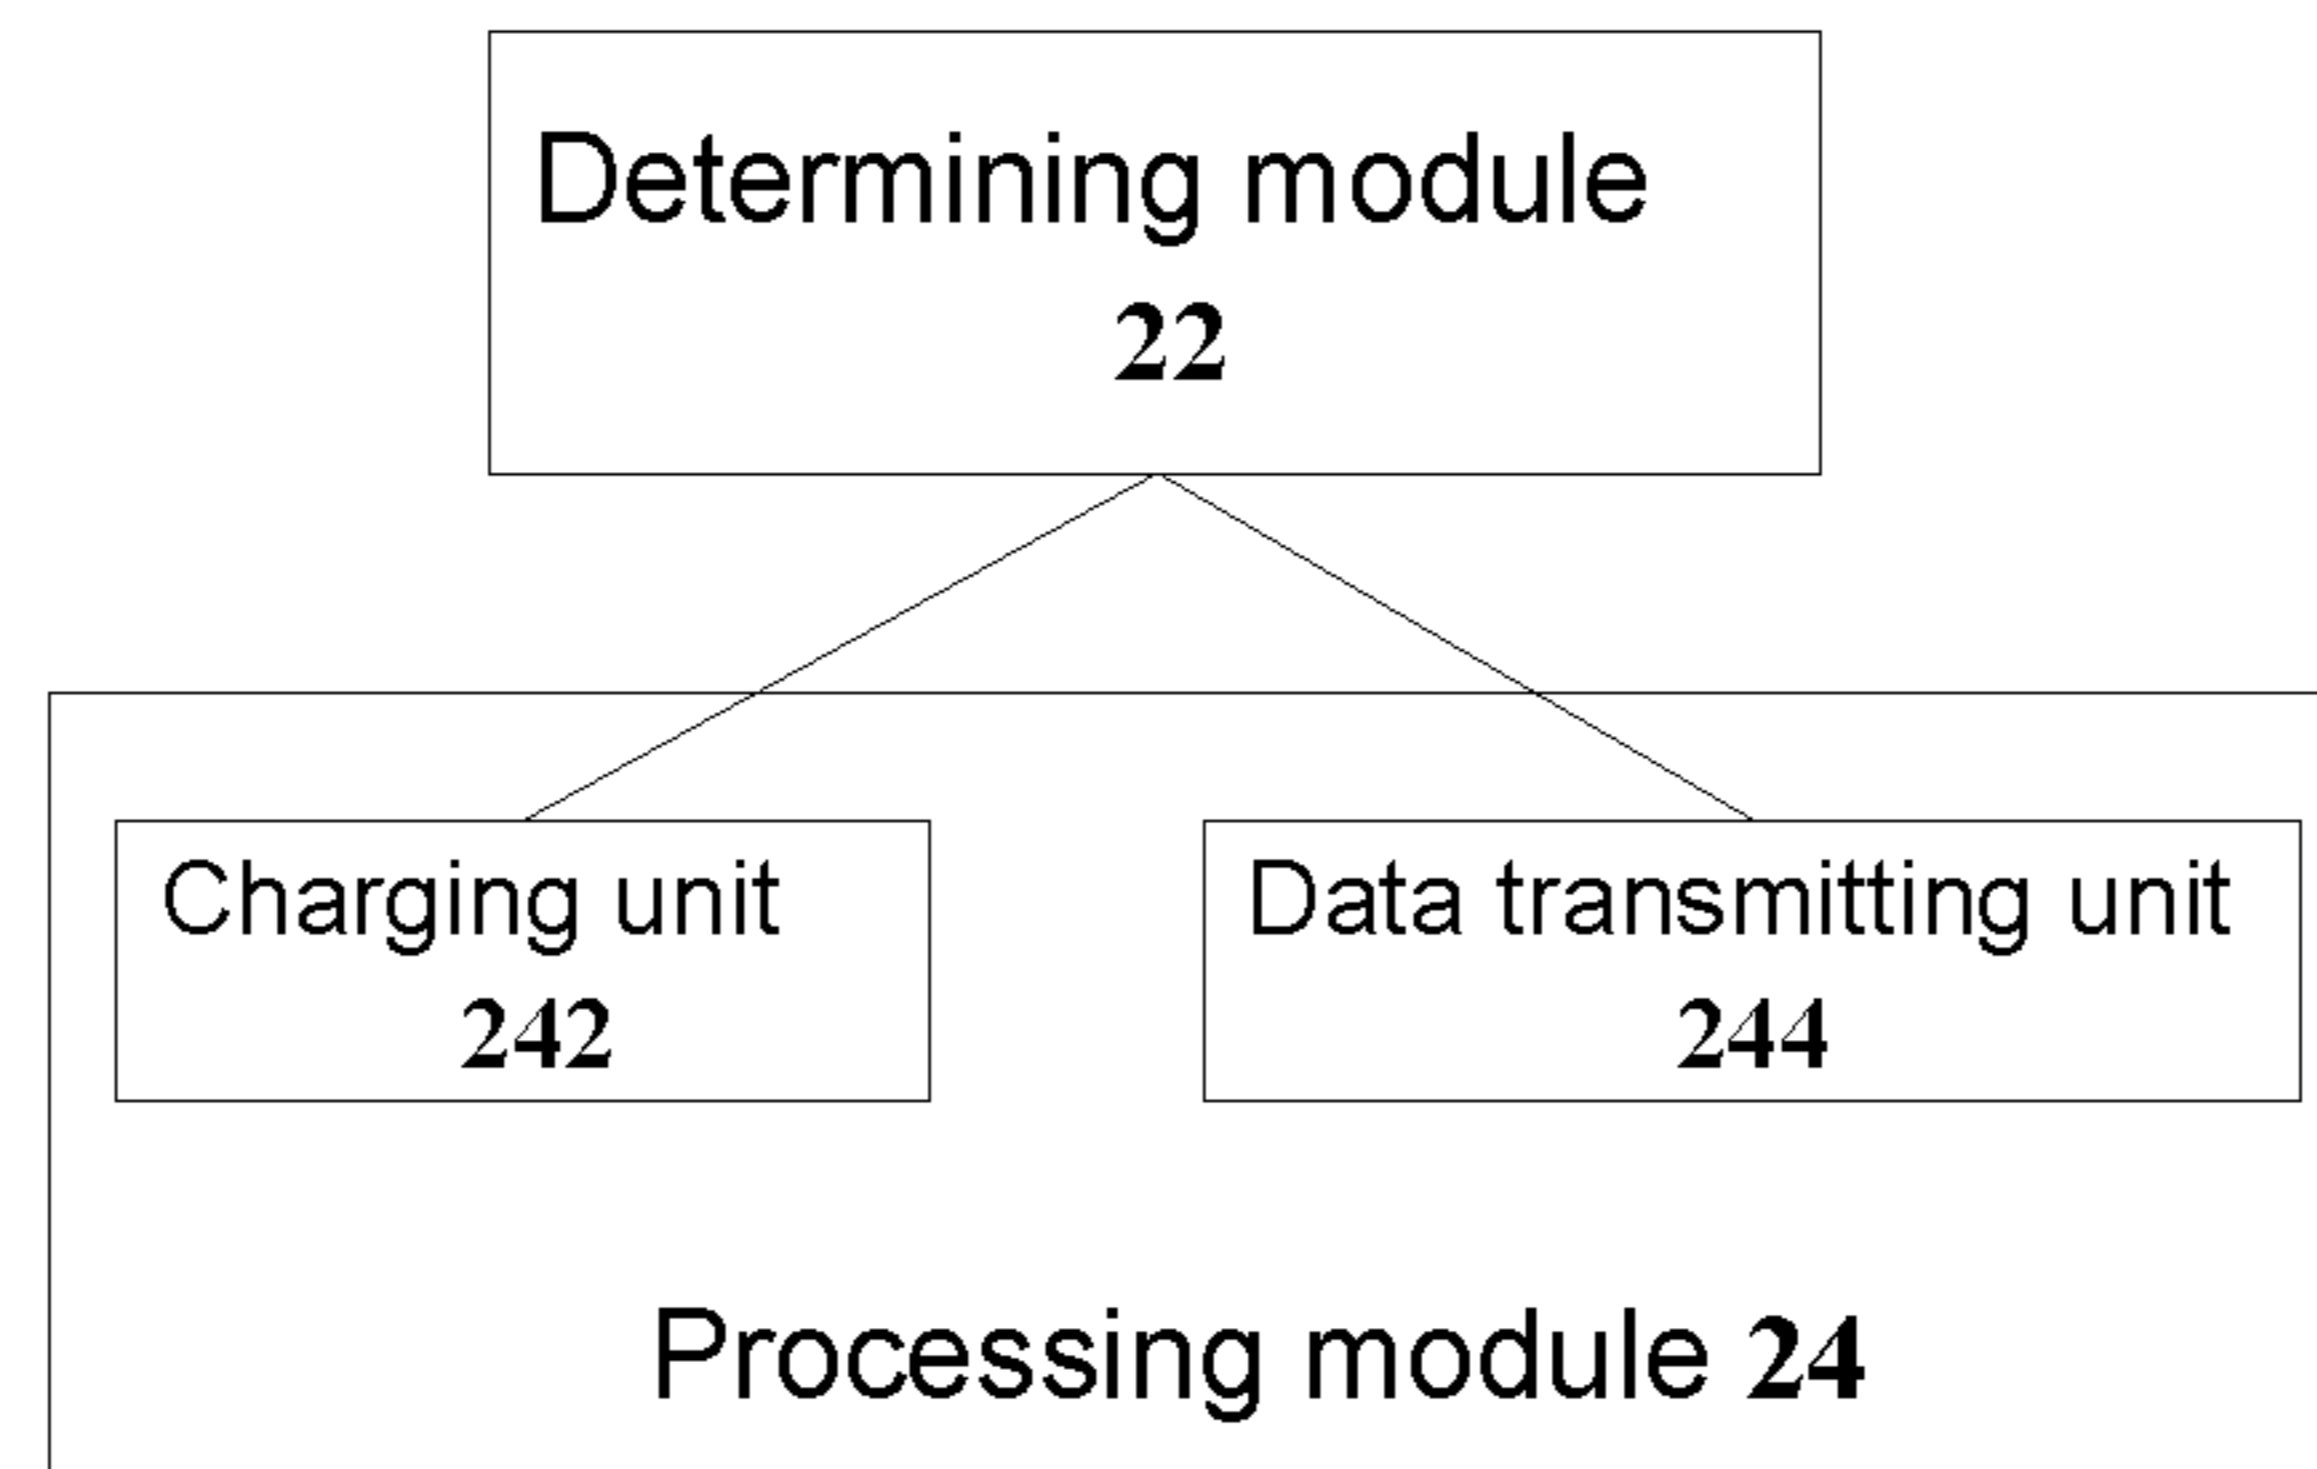 Determining module
22
Charging unit
242
Data transmitting unit
244
Processing module 24